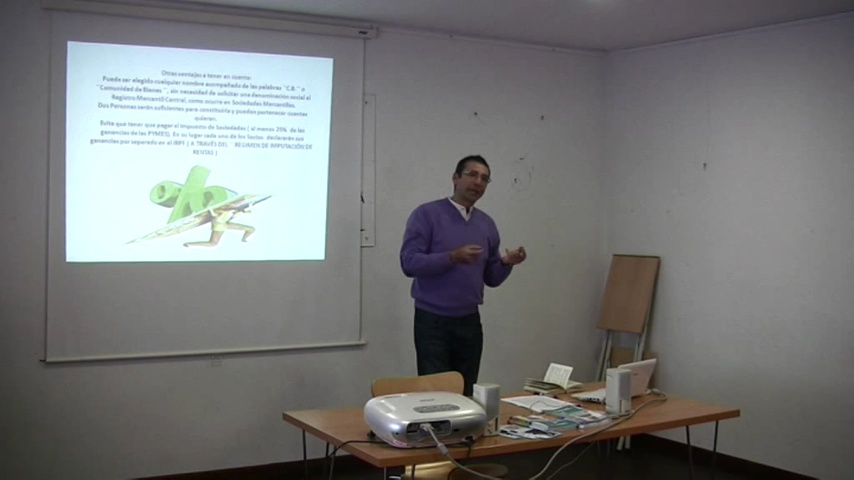 Otras ventajas a tener en cuenta:
Puede ser elegido cualquier nombre acompañado de las palabras ¨C.B.¨ o
¨Comunidad de Bienes ¨, sin necesidad de solicitar una denominación social al
Registro Mercantil Central, como ocurre en Sociedades Mercantiles.
Dos Personas serán suficientes para constituirla y pueden pertenecer cuantas
quieran.
Evita que tener que pagar el Impuesto de Sociedades ( al menos 25% de las
ganancias de las PYMES). En su lugar cada uno de los Socios declararán sus
ganancias por separado en el IRPF ( A TRAVÉS DEL ¨ REGIMEN DE IMPUTACIÓN DE
RENTAS )